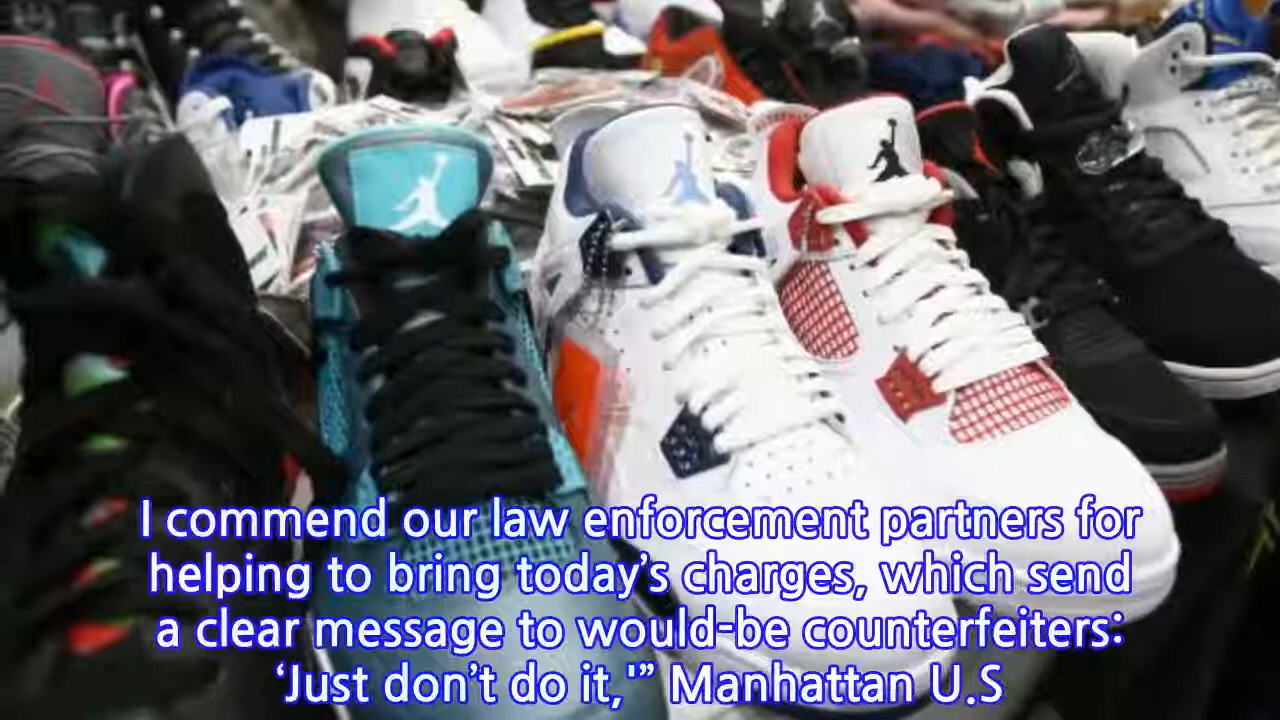 I commend our law enforcement partners for
helping to bring today’s charges, which send
a clear message to would-be counterfeiters:
‘Just don’t do it,'” Manhattan U.S